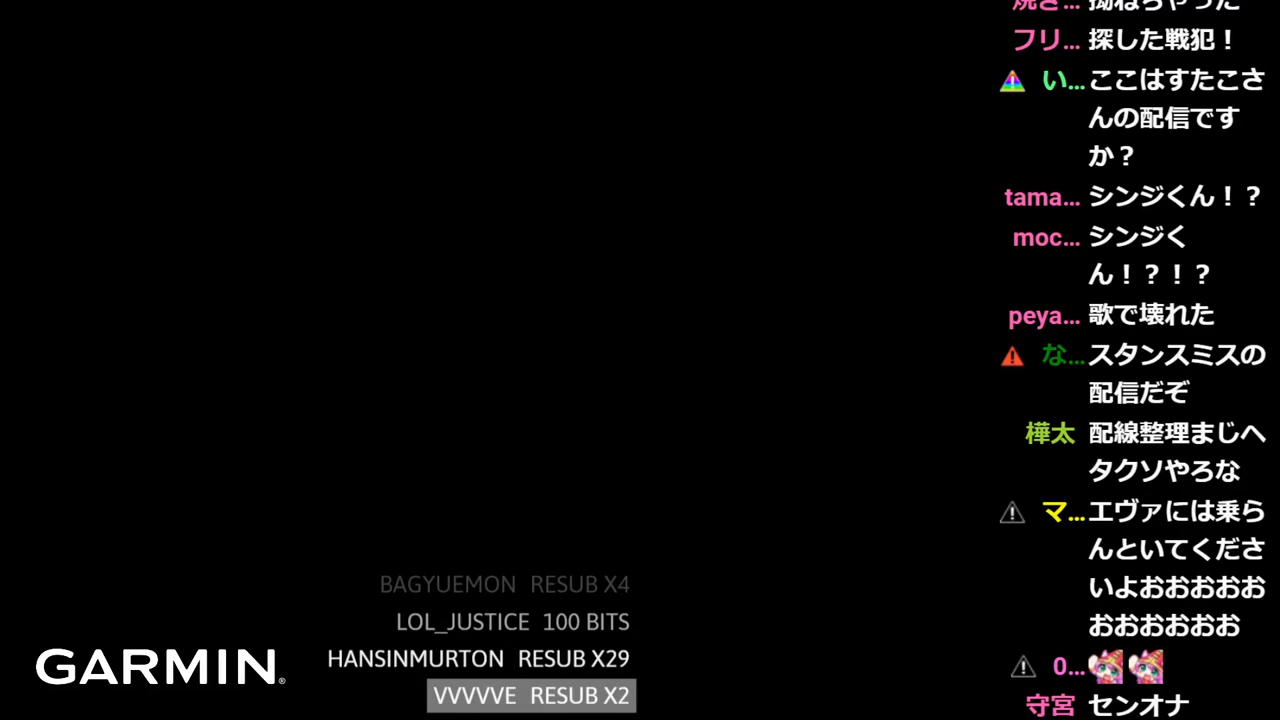 フリ… 探した戦犯！
い… ここはすたこさ
んの配信です
か？
tama… シンジくん！？
moc… シンジく
ん！？！？
peya… 歌で壊れた
な… スタンスミスの
配信だぞ
樺太 配線整理まじへ
タクソやろな
マ… エヴァには乗ら
んといてくださ
いよおおおおお
おおおおおお
0…
守宮 センオナ
BAGYUEMON RESUB X4
LOL_JUSTICE 100 BITS
HANSINMURTON RESUB X29
VVVVVE RESUB X2
GARMIN